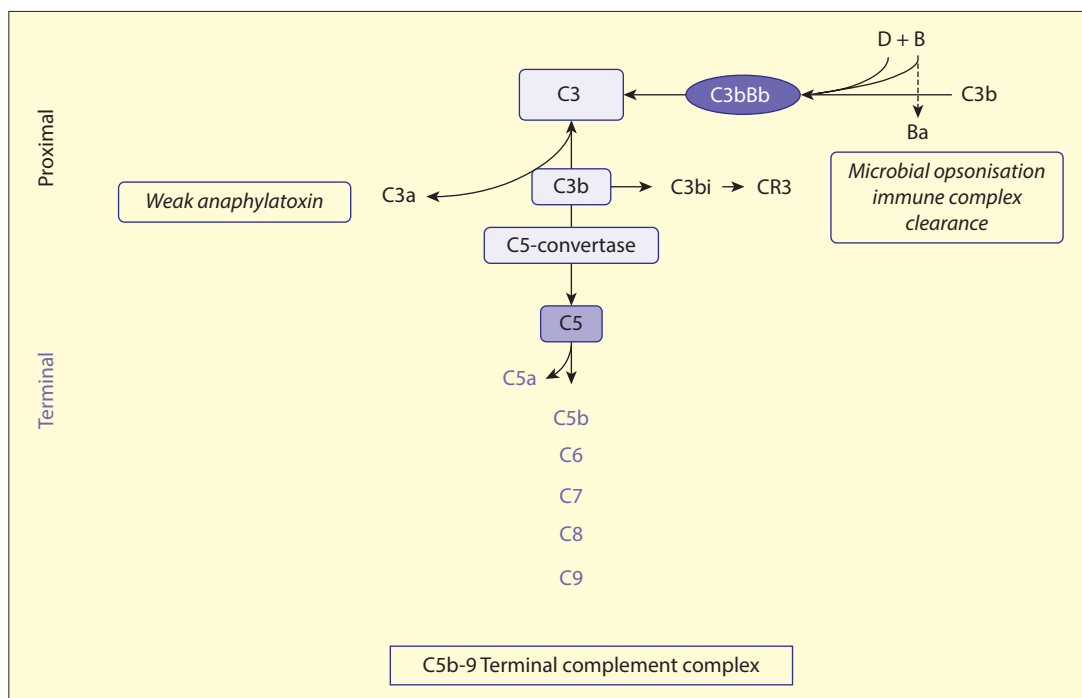 Proximal
D + B
C3
C3bBb
C3b
Ba
Weak anaphylatoxin
C3a
C3b
C3bi
CR3
Microbial opsonisation
immune complex
clearance
C5-convertase
Terminal
C5
C5a
C5b
C6
C7
C8
C9
C5b-9 Terminal complement complex